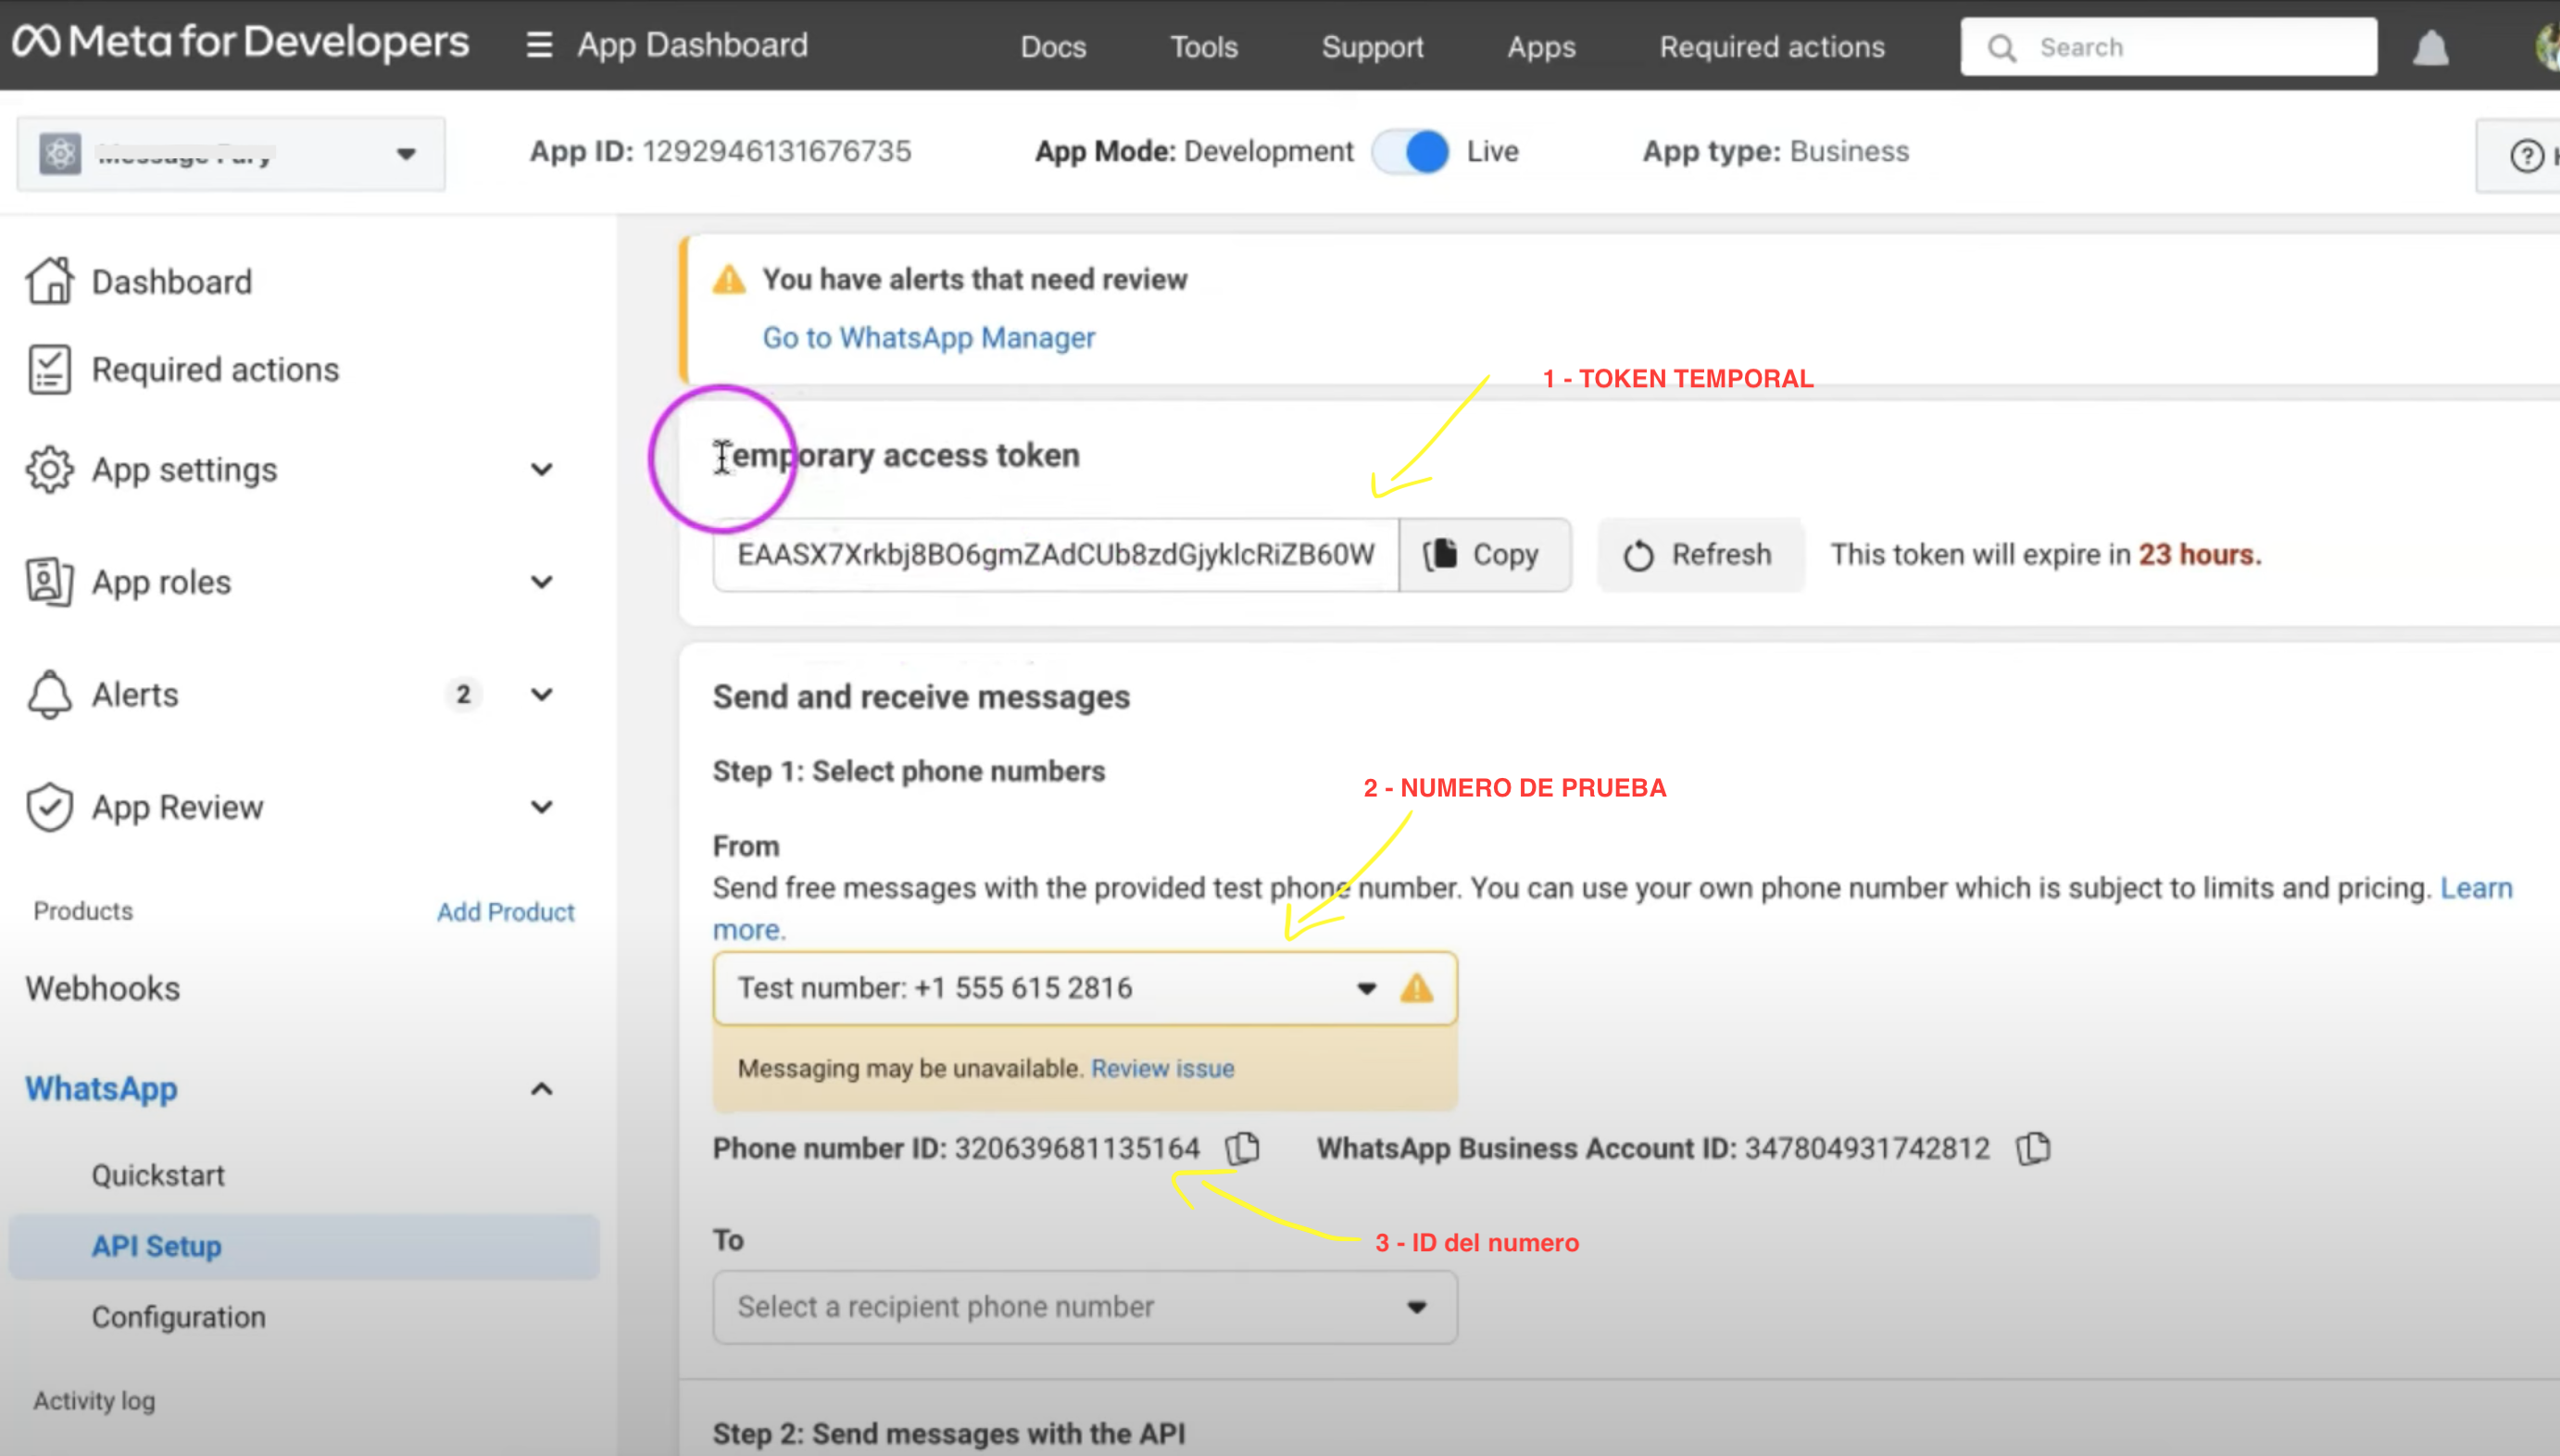 Meta for Developers
App Dashboard
Docs
Tools
Support
Apps
Required actions
Search
App ID: 1292946131676735
App Mode: Development
Live
App type: Business
Dashboard
Required actions
App settings
App roles
Alerts
2
App Review
Products
Add Product
Webhooks
WhatsApp
Quickstart
API Setup
Configuration
Activity log
You have alerts that need review
Go to WhatsApp Manager
1 - TOKEN TEMPORAL
Temporary access token
EAASX7Xrkbj8BO6gmZAdCUb8zdGjyklcRiZB60W
Copy
Refresh
This token will expire in 23 hours.
Send and receive messages
Step 1: Select phone numbers
2 - NUMERO DE PRUEBA
From
Send free messages with the provided test phone number. You can use your own phone number which is subject to limits and pricing. Learn
more.
Test number: +1 555 615 2816
Messaging may be unavailable. Review issue
Phone number ID: 320639681135164
WhatsApp Business Account ID: 347804931742812
3 - ID del numero
To
Select a recipient phone number
Step 2: Send messages with the API